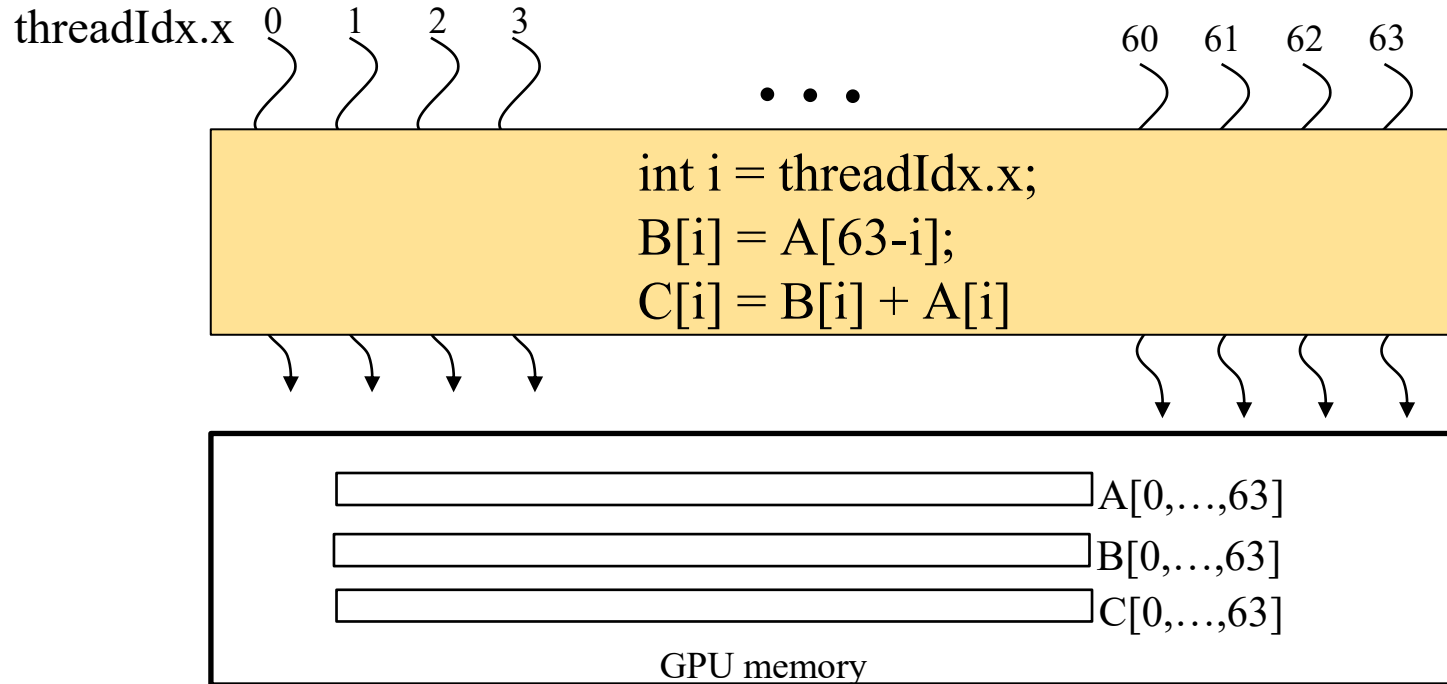 threadIdx.x 0 1 2 3 60 61 62 63
• • •
int i = threadIdx.x;
B[i] = A[63-i];
C[i] = B[i] + A[i]
A[0,…,63]
B[0,…,63]
C[0,…,63]
GPU memory